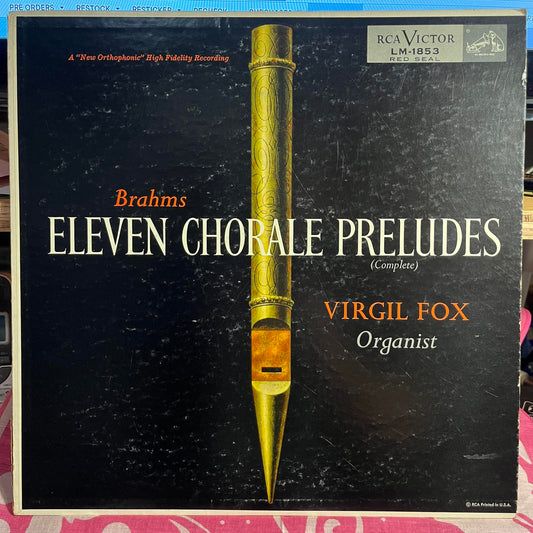 PRE ORDERS
RESTOCK
RESTICKER
A "New Orthophonic" High Fidelity Recording
RCA VICTOR
LM-1853
RED SEAL
Brahms
ELEVEN CHORALE PRELUDES
(Complete)
VIRGIL FOX
Organist
© RCA Printed in U.S.A.